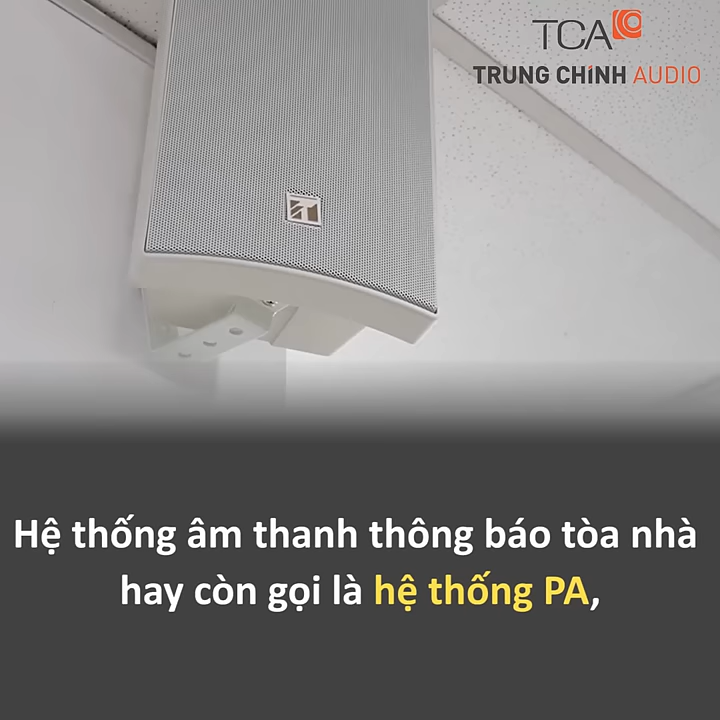 TCA
TRUNG CHÍNH AUDIO
Hệ thống âm thanh thông báo tòa nhà
hay còn gọi là hệ thống PA,